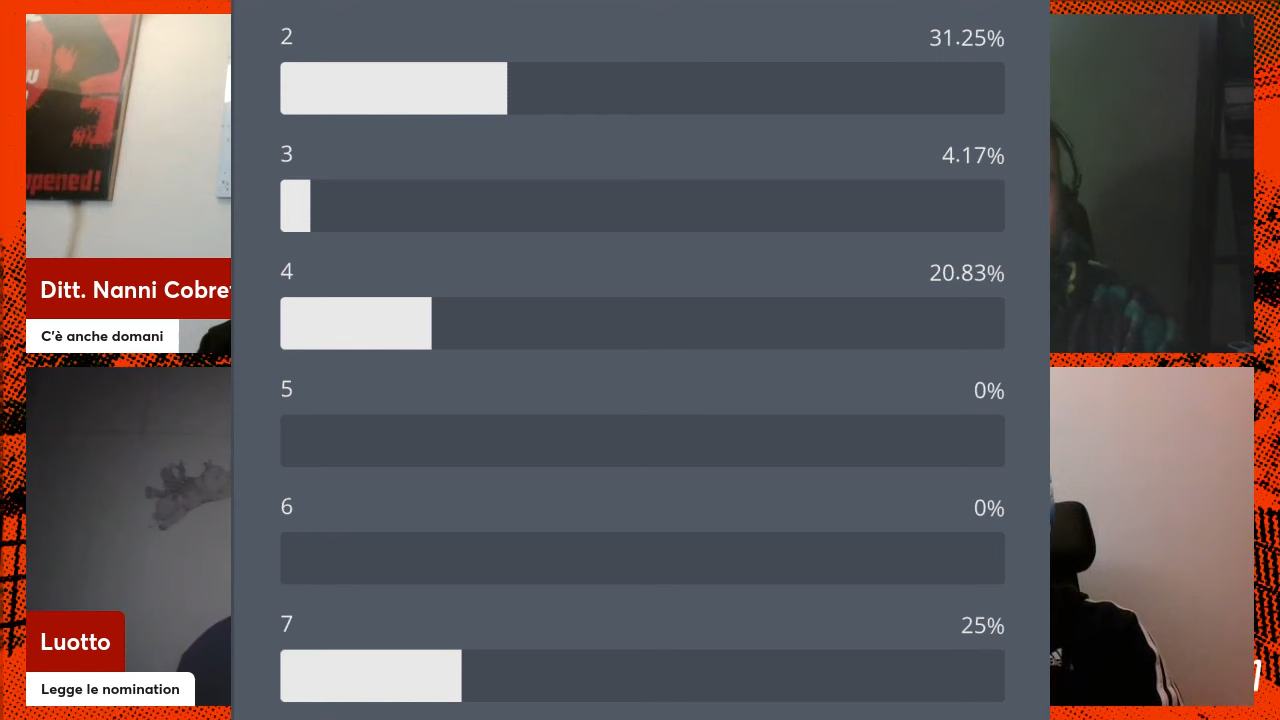 2
31.25%
3
4.17%
4
20.83%
5
0%
6
0%
7
25%
pened!
Ditt. Nanni Cobre
C'è anche domani
Luotto
Legge le nomination